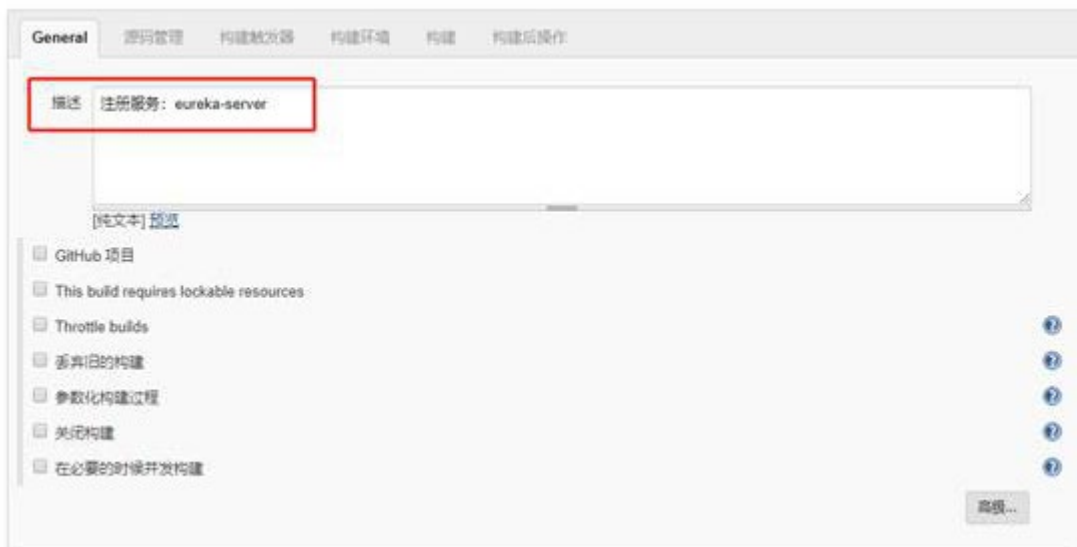 General 源码管理 构建触发器 构建环境 构建 构建后操作
描述 注册服务：eureka-server
[纯文本] 预览
GitHub 项目
This build requires lockable resources
Throttle builds
丢弃旧的构建
参数化构建过程
关闭构建
在必要的时候并发构建
高级...